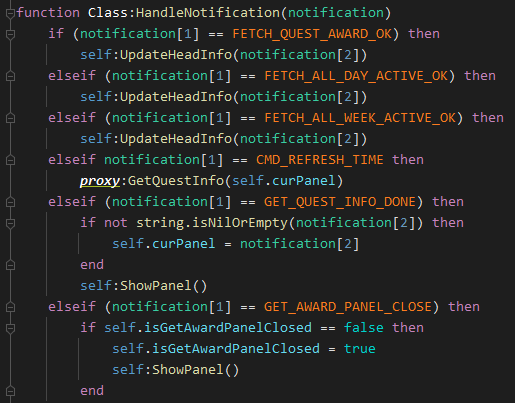 function Class:HandleNotification(notification)
    if (notification[1] == FETCH_QUEST_AWARD_OK) then
        self:UpdateHeadInfo(notification[2])
    elseif (notification[1] == FETCH_ALL_DAY_ACTIVE_OK) then
        self:UpdateHeadInfo(notification[2])
    elseif (notification[1] == FETCH_ALL_WEEK_ACTIVE_OK) then
        self:UpdateHeadInfo(notification[2])
    elseif notification[1] == CMD_REFRESH_TIME then
        proxy:GetQuestInfo(self.curPanel)
    elseif (notification[1] == GET_QUEST_INFO_DONE) then
        if not string.isNilOrEmpty(notification[2]) then
            self.curPanel = notification[2]
        end
        self:ShowPanel()
    elseif (notification[1] == GET_AWARD_PANEL_CLOSE) then
        if self.isGetAwardPanelClosed == false then
            self.isGetAwardPanelClosed = true
            self:ShowPanel()
        end